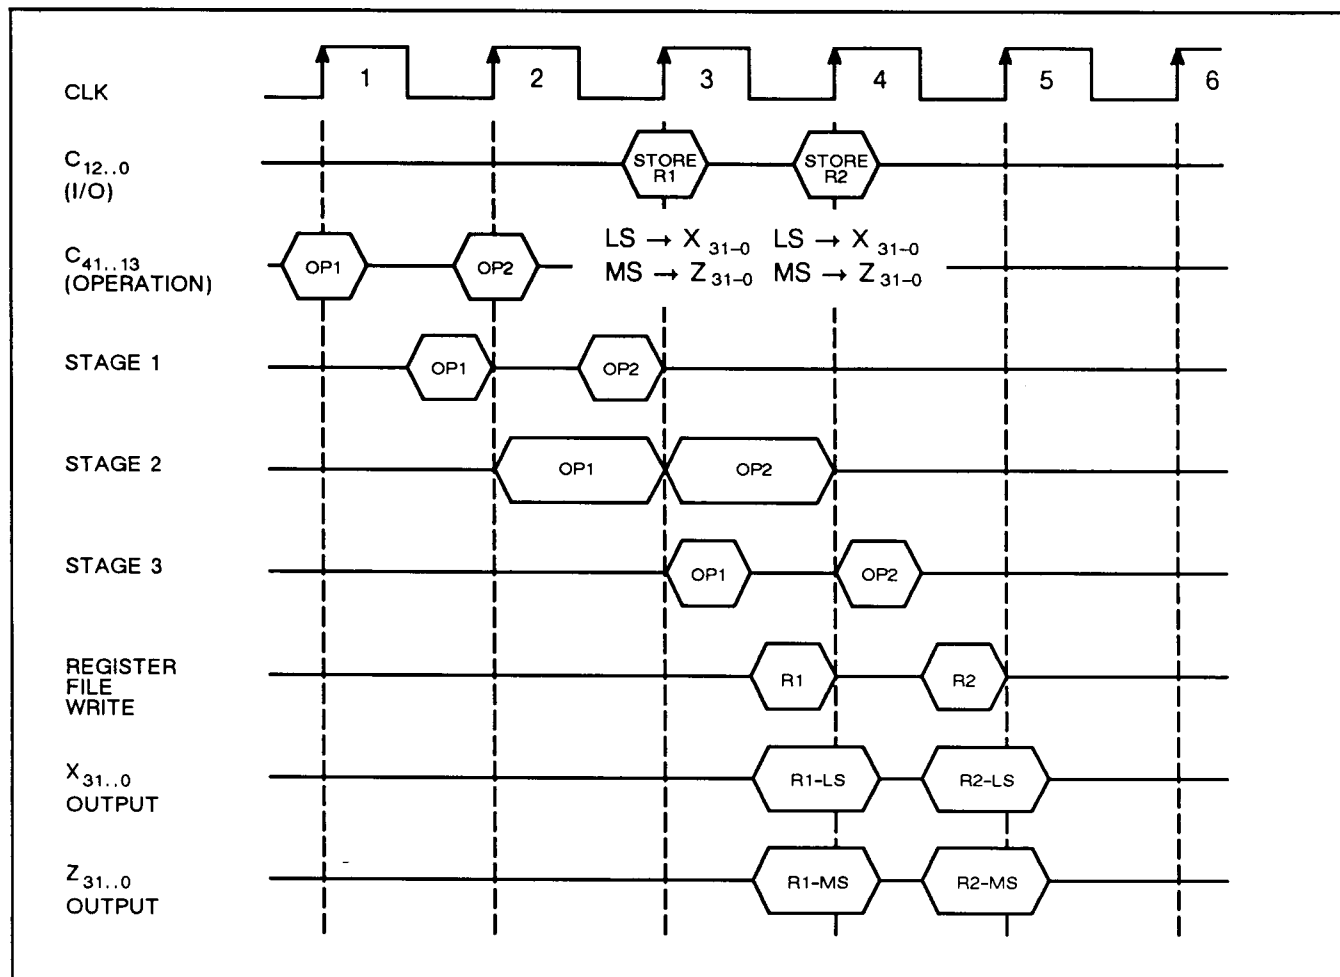 1 2 3 4 5 6
CLK
C12..0
(I/O)
STORE R1
STORE R2
C41..13
(OPERATION)
OP1 OP2
LS → X31-0 LS → X31-0
MS → Z31-0 MS → Z31-0
STAGE 1
OP1 OP2
STAGE 2
OP1 OP2
STAGE 3
OP1 OP2
REGISTER
FILE
WRITE
R1 R2
X31..0
OUTPUT
R1-LS R2-LS
Z31..0
OUTPUT
R1-MS R2-MS